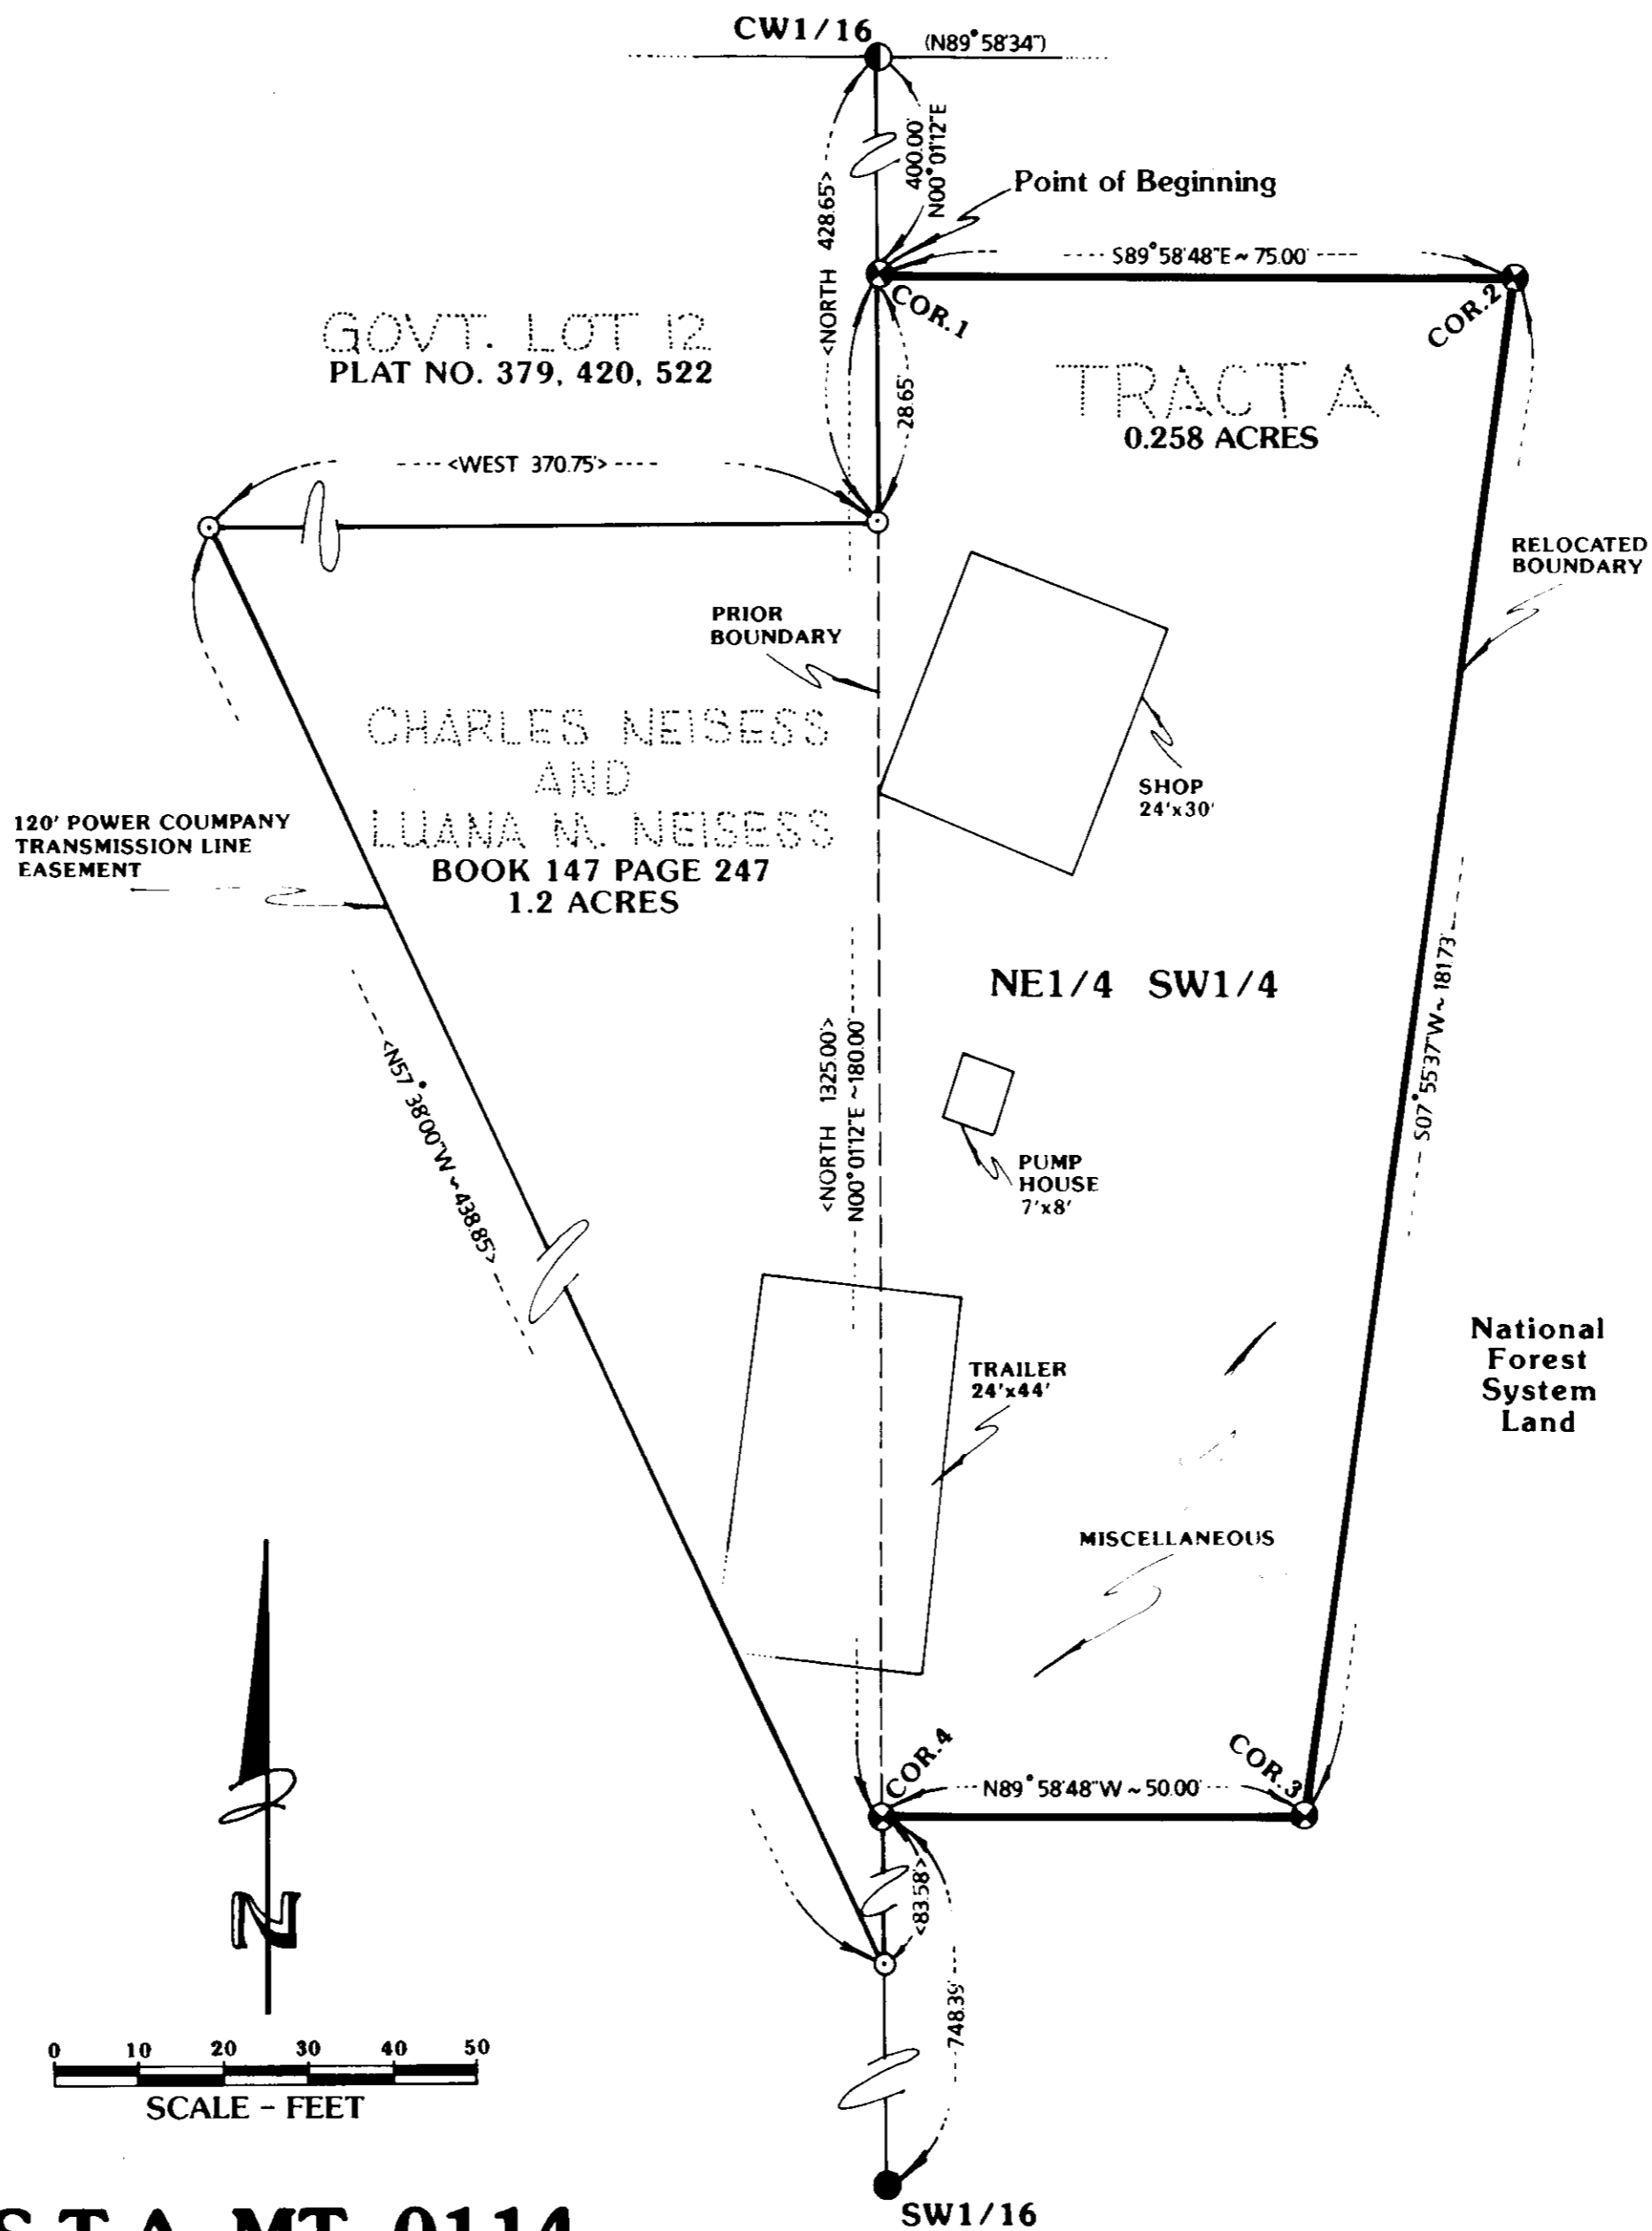 CW1/16
(N89°58'34")
400.00'
N00°01'12"E
<NORTH 428.65'>
Point of Beginning
S89°58'48"E ~ 75.00'
COR.1
COR.2
GOVT. LOT 12
PLAT NO. 379, 420, 522
28.65'
TRACT A
0.258 ACRES
<WEST 370.75'>
RELOCATED
BOUNDARY
PRIOR
BOUNDARY
CHARLES NEISESS
AND
LUANA M. NEISESS
BOOK 147 PAGE 247
1.2 ACRES
SHOP
24'x30'
120' POWER COUMPANY
TRANSMISSION LINE
EASEMENT
NE1/4 SW1/4
S07°55'37"W ~ 181.73'
<NORTH 1325.00'>
N00°01'12"E ~ 180.00'
<N57°38'00"W ~ 438.85'>
PUMP
HOUSE
7'x8'
National
Forest
System
Land
TRAILER
24'x44'
MISCELLANEOUS
COR.4
COR.3
N89°58'48"W ~ 50.00'
<83.58'>
N
748.39'
0 10 20 30 40 50
SCALE - FEET
SW1/16
S.T.A. MT. 0114